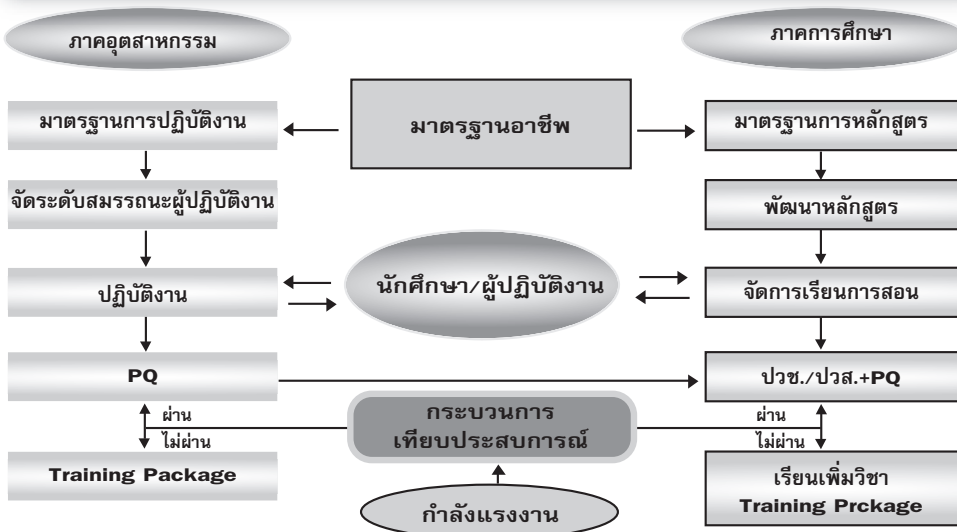 ภาคอุตสาหกรรม
ภาคการศึกษา
มาตรฐานการปฏิบัติงาน
มาตรฐานอาชีพ
มาตรฐานการหลักสูตร
จัดระดับสมรรถนะผู้ปฏิบัติงาน
พัฒนาหลักสูตร
ปฏิบัติงาน
นักศึกษา/ผู้ปฏิบัติงาน
จัดการเรียนการสอน
PQ
ปวช./ปวส.+PQ
ผ่าน
ไม่ผ่าน
กระบวนการ
เทียบประสบการณ์
ผ่าน
ไม่ผ่าน
Training Package
เรียนเพิ่มวิชา
Training Prckage
กำลังแรงงาน